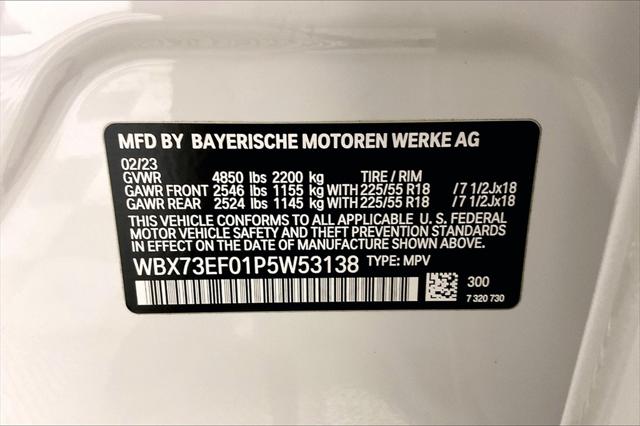 MFD BY BAYERISCHE MOTOREN WERKE AG
02/23
GVWR 4850 lbs 2200 kg TIRE / RIM
GAWR FRONT 2546 lbs 1155 kg WITH 225/55 R18 /7 1/2Jx18
GAWR REAR 2524 lbs 1145 kg WITH 225/55 R18 /7 1/2Jx18
THIS VEHICLE CONFORMS TO ALL APPLICABLE U. S. FEDERAL
MOTOR VEHICLE SAFETY AND THEFT PREVENTION STANDARDS
IN EFFECT ON THE DATE OF MANUFACTURE SHOWN ABOVE.
WBX73EF01P5W53138 TYPE: MPV
300
7 320 730